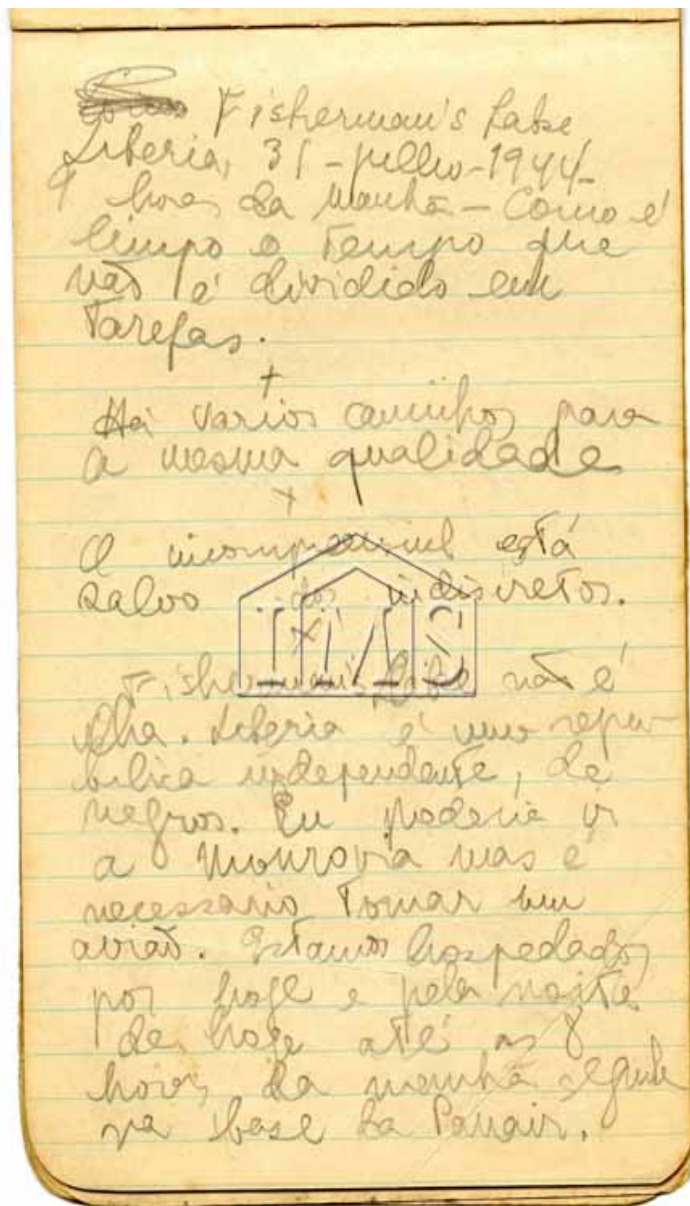 Fisherman's Lake
Liberia, 31-julho-1944-
9 horas da manhã - Como é
limpo o tempo que
não é dividido em
Tarefas.
+
Há varios caminhos para
a mesma qualidade
+
O incompreensivel está
salvo dos indiscretos.
IMS
+
Fisherman's Lake não é
ilha. Liberia é uma repu-
blica independente, de
negros. Eu poderia ir
a Monrovia mas é
necessario tomar um
avião. Estamos hospedados
por hoje e pela noite
de hoje até as 8
horas da manhã seguinte
na base da Panair.